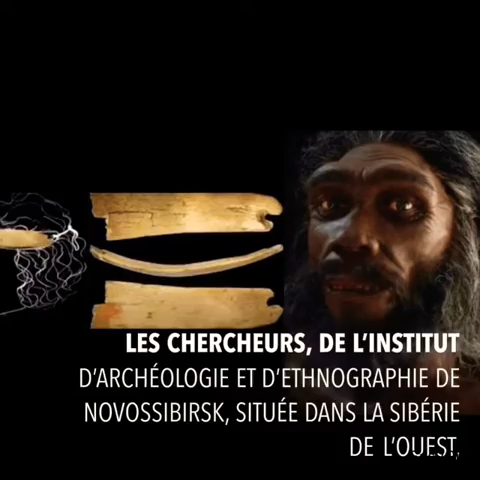 LES CHERCHEURS, DE L'INSTITUT
D'ARCHÉOLOGIE ET D'ETHNOGRAPHIE DE
NOVOSSIBIRSK, SITUÉE DANS LA SIBÉRIE
DE L'OUEST,